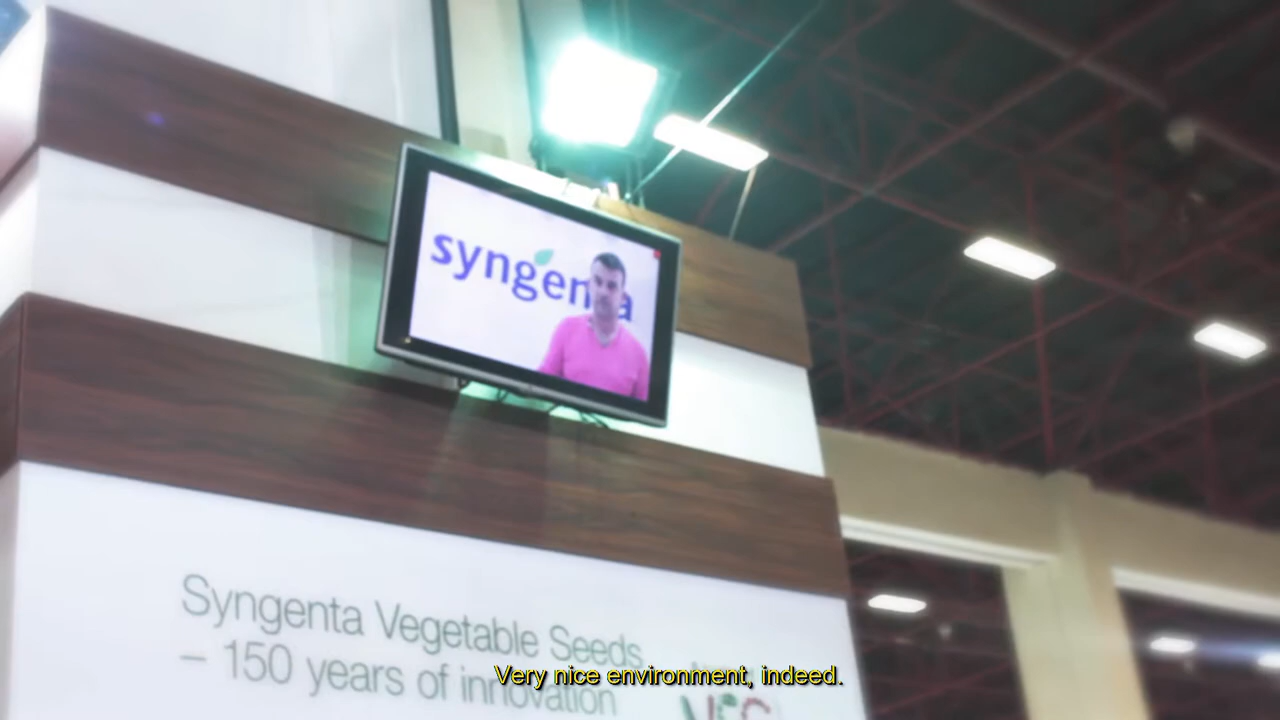 syngenta
Syngenta Vegetable Seeds
– 150 years of innovation
Very nice environment, indeed.